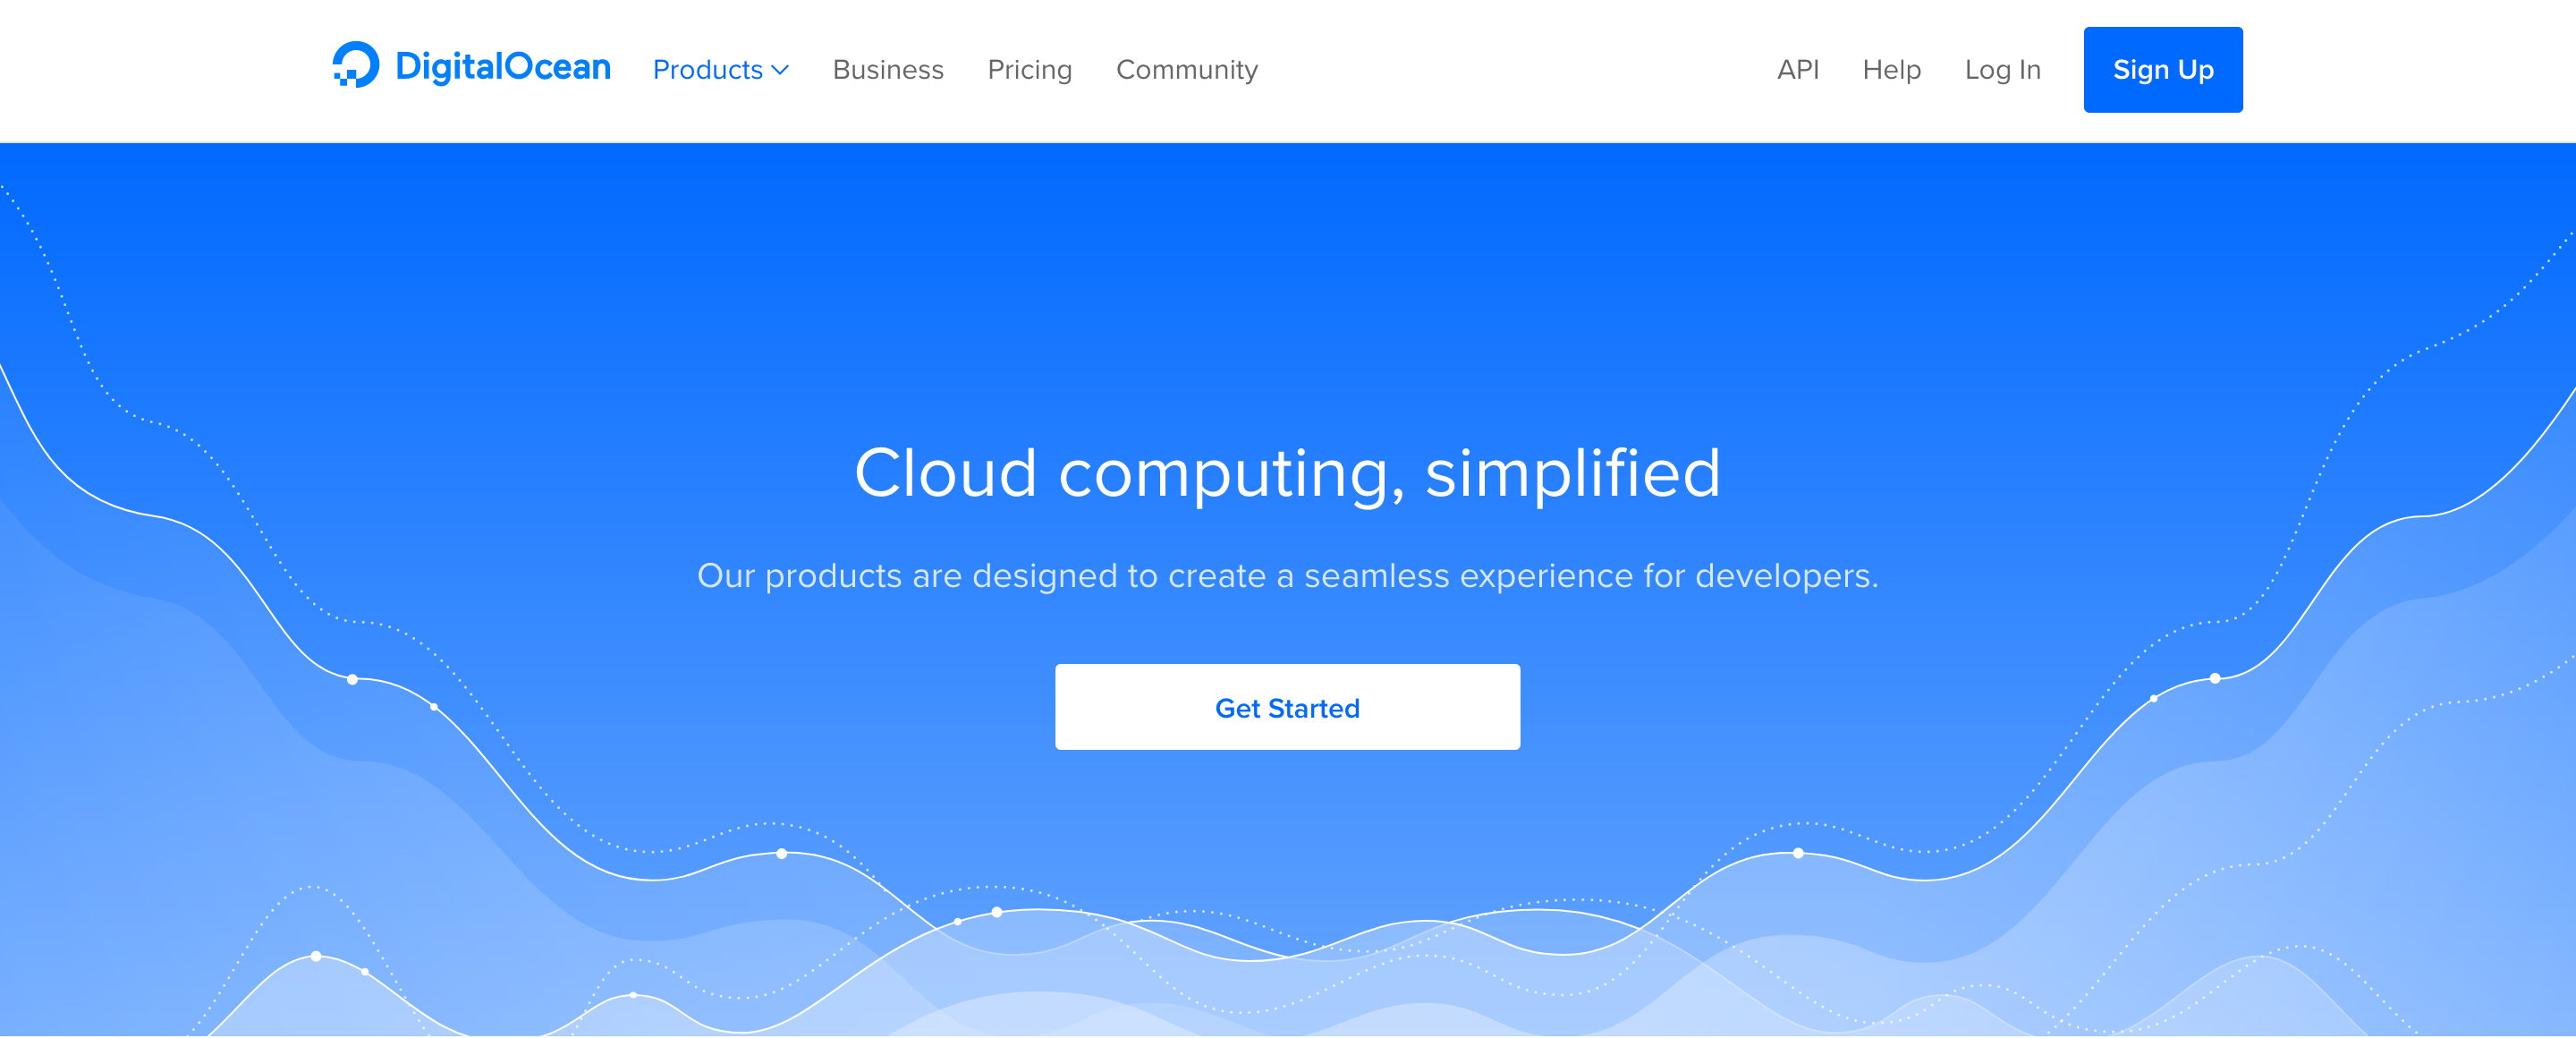 DigitalOcean Products Business Pricing Community API Help Log In Sign Up
Cloud computing, simplified
Our products are designed to create a seamless experience for developers.
Get Started